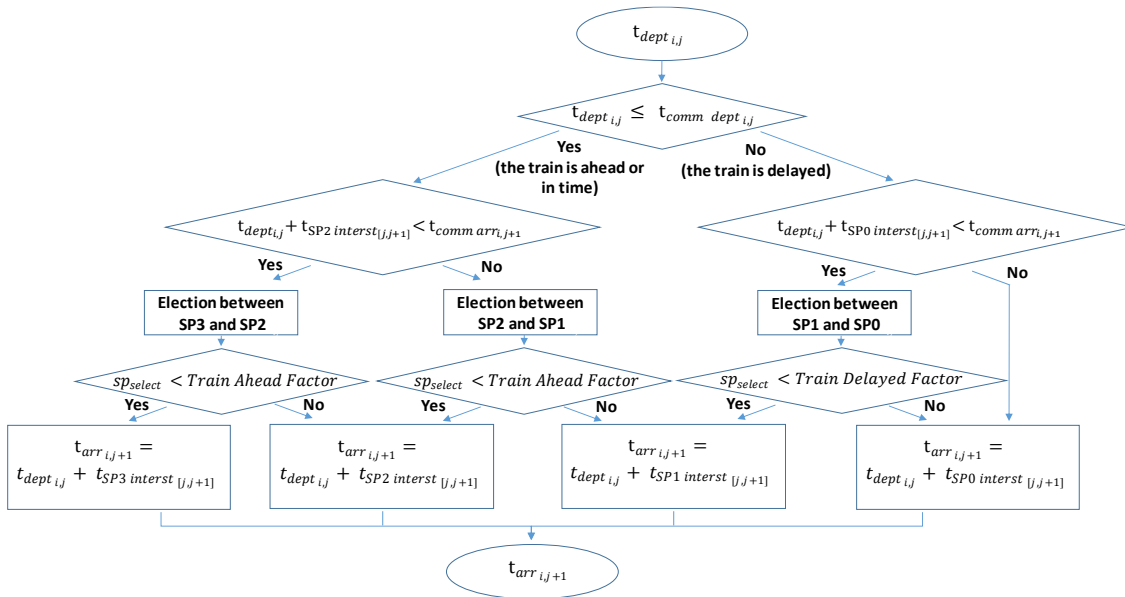 t_{dept i,j}
t_{dept i,j} ≤ t_{comm dept i,j}
Yes
(the train is ahead or
in time)
No
(the train is delayed)
t_{dept i,j} + t_{SP2 interst [j,j+1]} < t_{comm arr i,j+1}
t_{dept i,j} + t_{SP0 interst [j,j+1]} < t_{comm arr i,j+1}
Yes
No
Yes
No
Election between
SP3 and SP2
Election between
SP2 and SP1
Election between
SP1 and SP0
sp_{select} < Train Ahead Factor
sp_{select} < Train Ahead Factor
sp_{select} < Train Delayed Factor
Yes
No
Yes
No
Yes
No
t_{arr i,j+1} =
t_{dept i,j} + t_{SP3 interst [j,j+1]}
t_{arr i,j+1} =
t_{dept i,j} + t_{SP2 interst [j,j+1]}
t_{arr i,j+1} =
t_{dept i,j} + t_{SP1 interst [j,j+1]}
t_{arr i,j+1} =
t_{dept i,j} + t_{SP0 interst [j,j+1]}
t_{arr i,j+1}